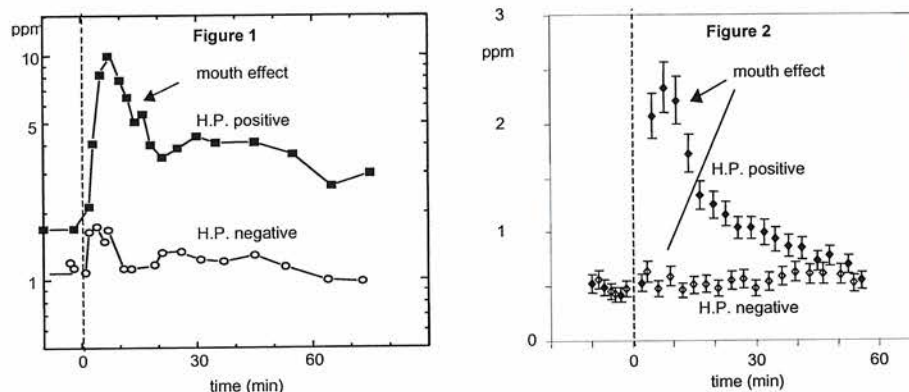 ppm
Figure 1
10
mouth effect
H.P. positive
5
H.P. negative
1
0
30
60
time (min)
3
Figure 2
ppm
mouth effect
2
H.P. positive
1
H.P. negative
0
0
30
60
time (min)